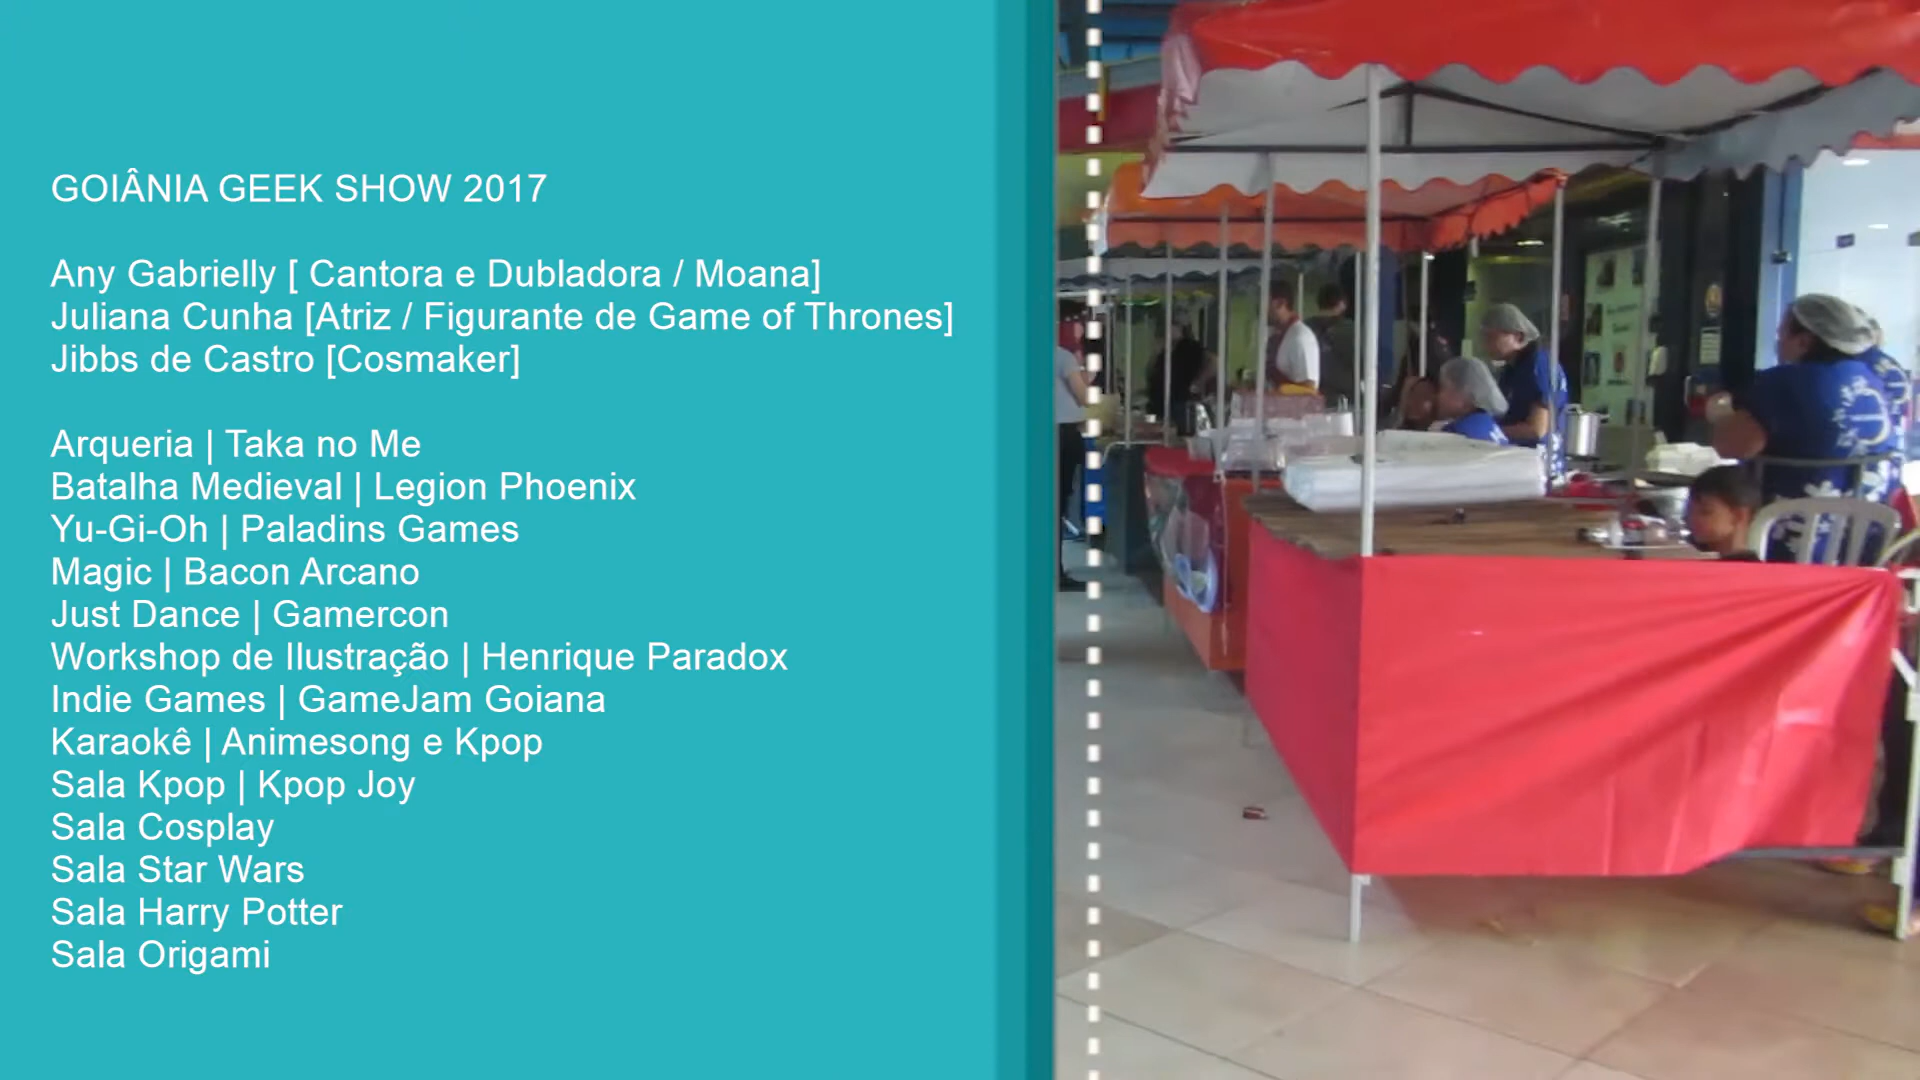 GOIÂNIA GEEK SHOW 2017
Any Gabrielly [ Cantora e Dubladora / Moana]
Juliana Cunha [Atriz / Figurante de Game of Thrones]
Jibbs de Castro [Cosmaker]
Arqueria | Taka no Me
Batalha Medieval | Legion Phoenix
Yu-Gi-Oh | Paladins Games
Magic | Bacon Arcano
Just Dance | Gamercon
Workshop de Ilustração | Henrique Paradox
Indie Games | GameJam Goiana
Karaokê | Animesong e Kpop
Sala Kpop | Kpop Joy
Sala Cosplay
Sala Star Wars
Sala Harry Potter
Sala Origami